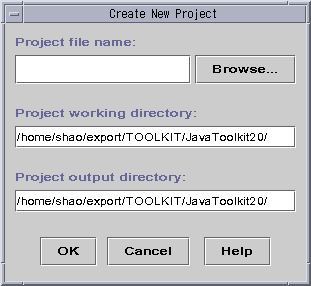 Create New Project
Project file name:
Browse...
Project working directory:
/home/shao/export/TOOLKIT/JavaToolkit20/
Project output directory:
/home/shao/export/TOOLKIT/JavaToolkit20/
OK Cancel Help